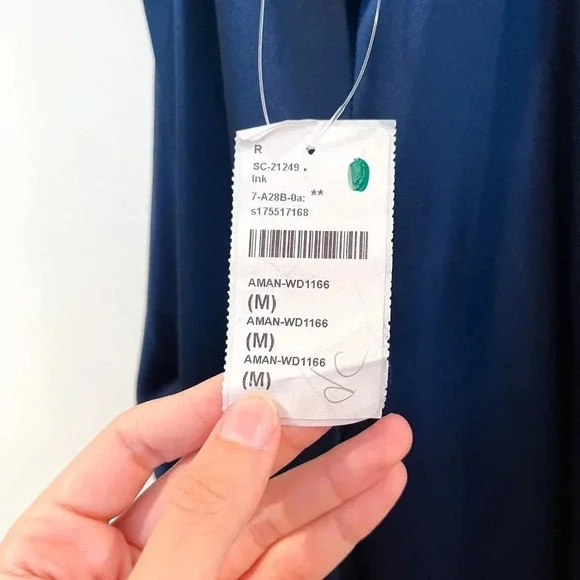 R
SC-21249
Ink
7-A28B-0a: **
s175517168
AMAN-WD1166
(M)
AMAN-WD1166
(M)
AMAN-WD1166
(M)